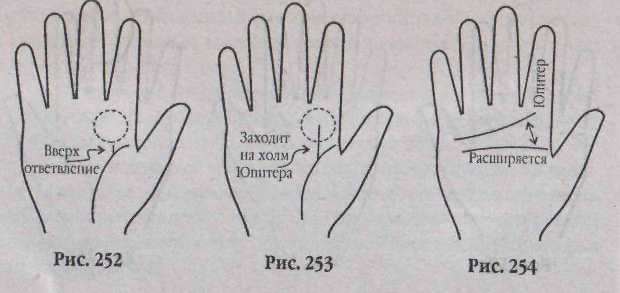 Вверх
ответвление
Рис. 252
Заходит
на холм
Юпитера
Рис. 253
Юпитер
Расширяется
Рис. 254